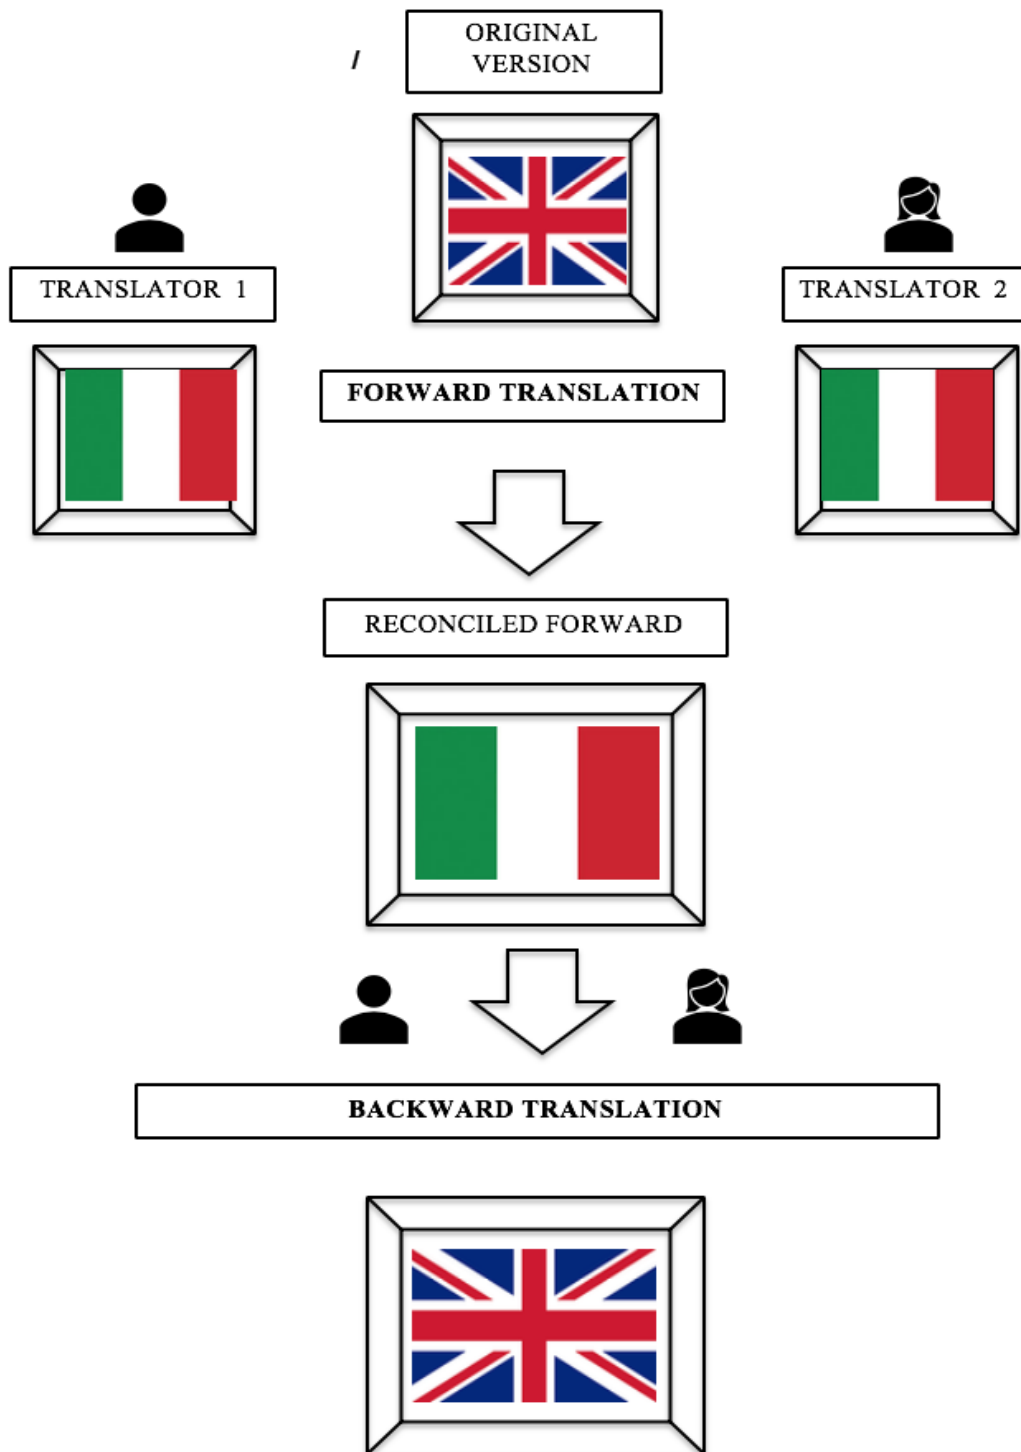 ORIGINAL
VERSION
/
TRANSLATOR 1
TRANSLATOR 2
FORWARD TRANSLATION
RECONCILED FORWARD
BACKWARD TRANSLATION